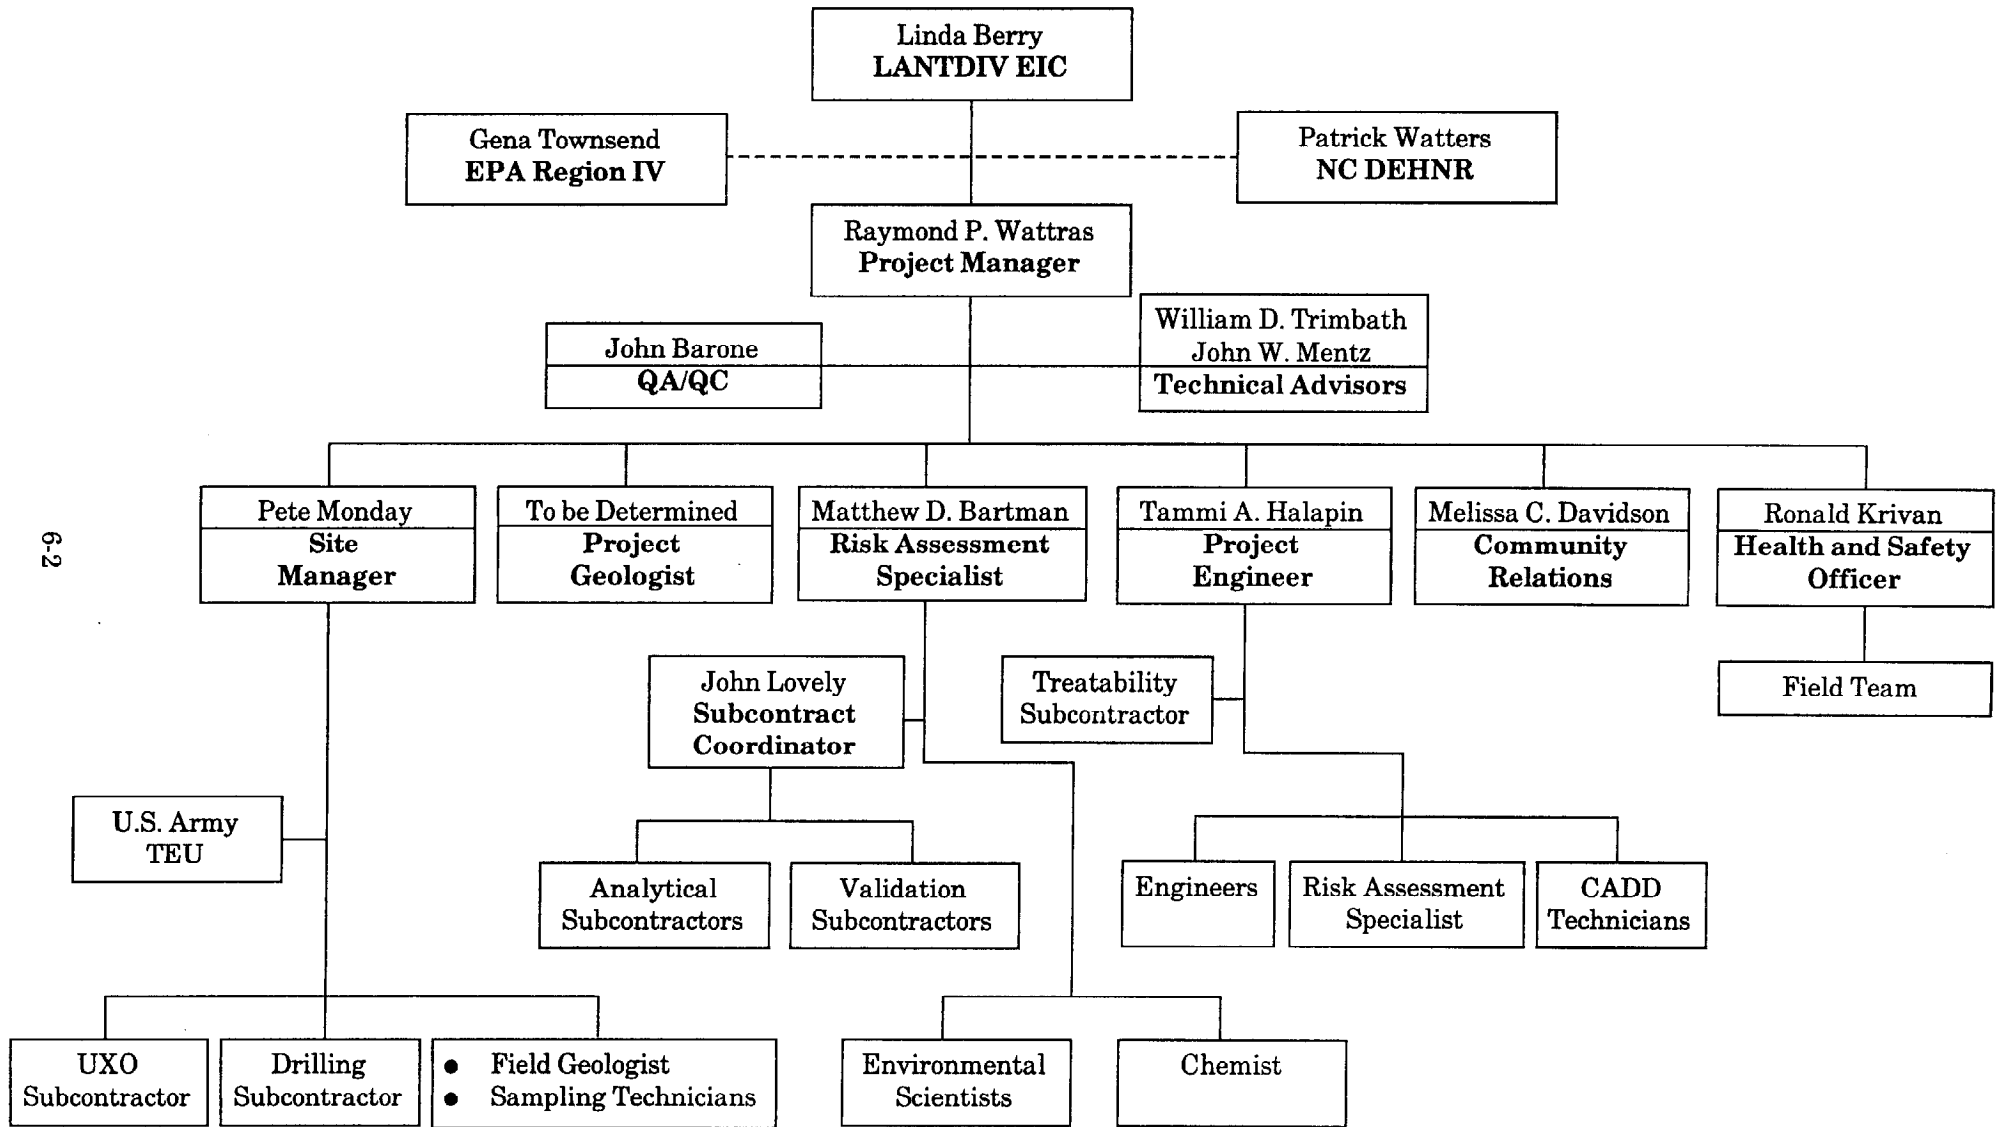 Linda Berry
LANTDIV EIC
Gena Townsend
EPA Region IV
Patrick Watters
NC DEHNR
Raymond P. Wattras
Project Manager
John Barone
QA/QC
William D. Trimbath
John W. Mentz
Technical Advisors
Pete Monday
Site
Manager
To be Determined
Project
Geologist
Matthew D. Bartman
Risk Assessment
Specialist
Tammi A. Halapin
Project
Engineer
Melissa C. Davidson
Community
Relations
Ronald Krivan
Health and Safety
Officer
6-2
John Lovely
Subcontract
Coordinator
Treatability
Subcontractor
Field Team
U.S. Army
TEU
Analytical
Subcontractors
Validation
Subcontractors
Engineers
Risk Assessment
Specialist
CADD
Technicians
UXO
Subcontractor
Drilling
Subcontractor
● Field Geologist
● Sampling Technicians
Environmental
Scientists
Chemist